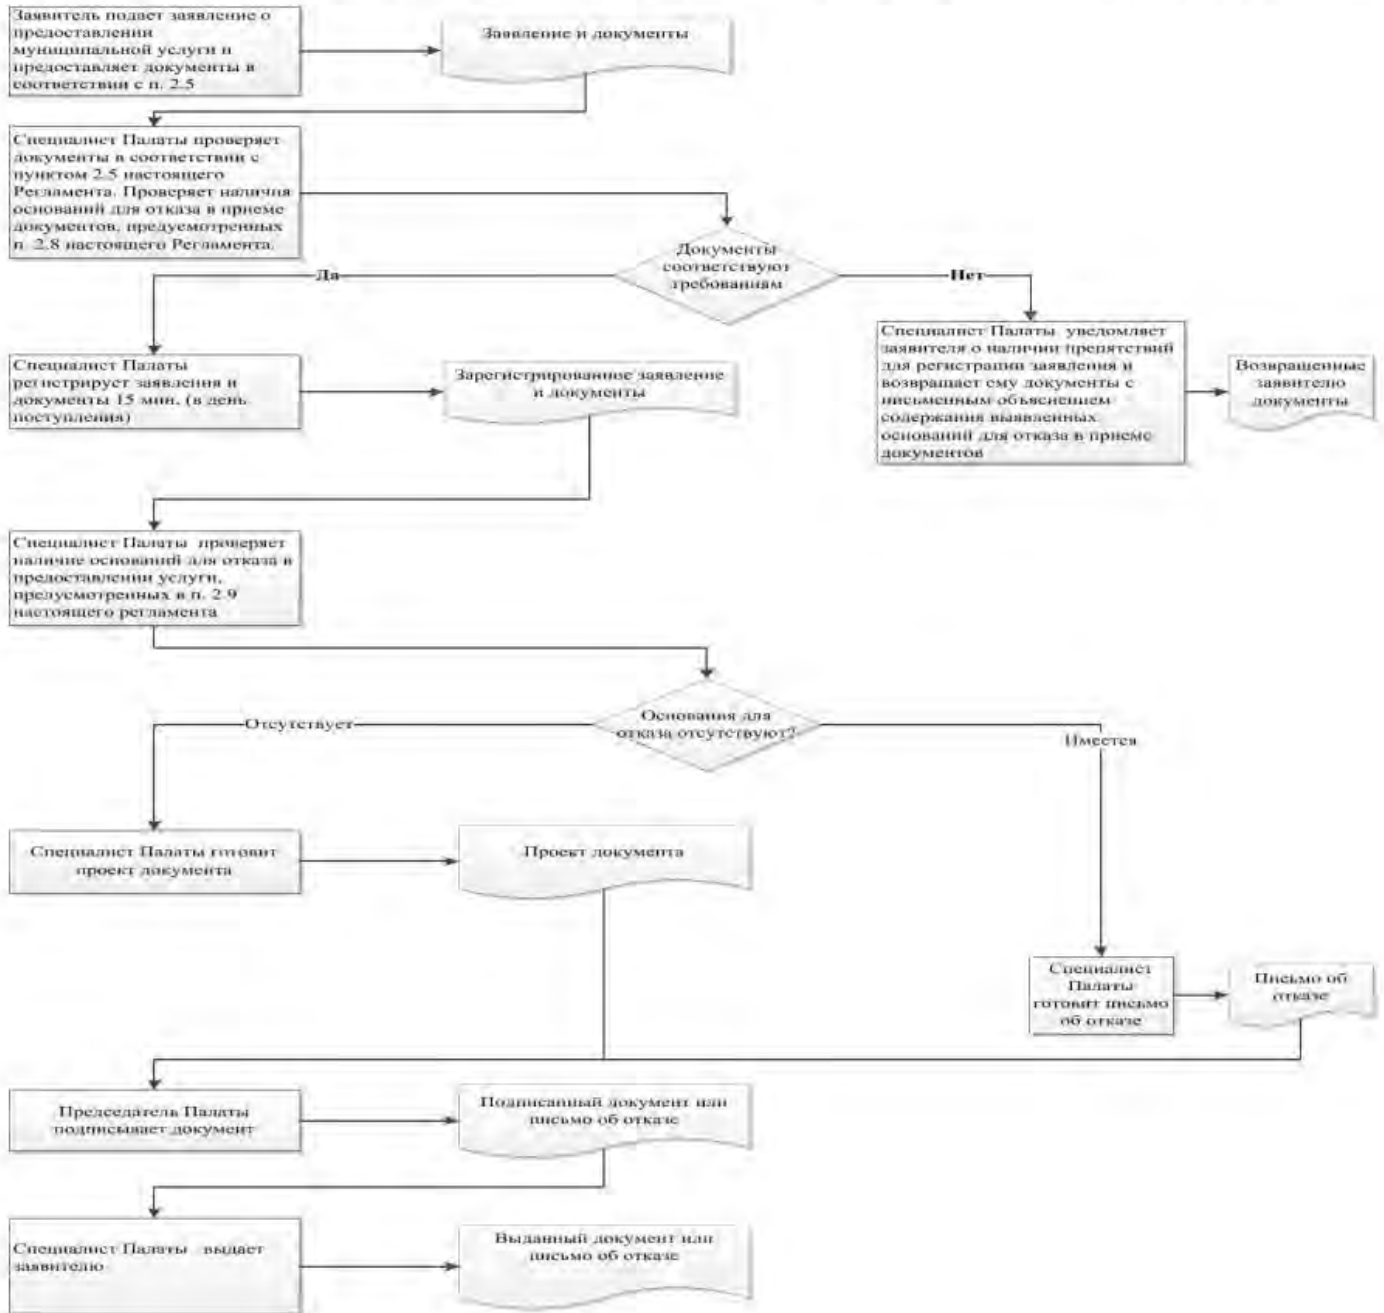 Заявитель подает заявление о
предоставлении
муниципальной услуги и
предоставляет документы в
соответствии с п. 2.5
Заявление и документы
Специалист Палаты проверяет
документы в соответствии с
пунктом 2.5 настоящего
Регламента. Проверяет наличия
оснований для отказа в приеме
документов, предусмотренных
п. 2.8 настоящего Регламента.
Документы
соответствуют
требованиям
Да
Нет
Специалист Палаты
регистрирует заявления и
документы 15 мин. (в день
поступления)
Зарегистрированное заявление
и документы
Специалист Палаты уведомляет
заявителя о наличии препятствий
для регистрации заявления и
возвращает ему документы с
письменным объяснением
содержания выявленных
оснований для отказа в приеме
документов
Возвращенные
заявителю
документы
Специалист Палаты проверяет
наличие оснований для отказа в
предоставлении услуги,
предусмотренных в п. 2.9
настоящего регламента
Основания для
отказа отсутствуют?
Отсутствует
Имеется
Специалист Палаты готовит
проект документа
Проект документа
Специалист
Палаты
готовит письмо
об отказе
Письмо об
отказе
Председатель Палаты
подписывает документ
Подписанный документ или
письмо об отказе
Специалист Палаты выдает
заявителю
Выданный документ или
письмо об отказе